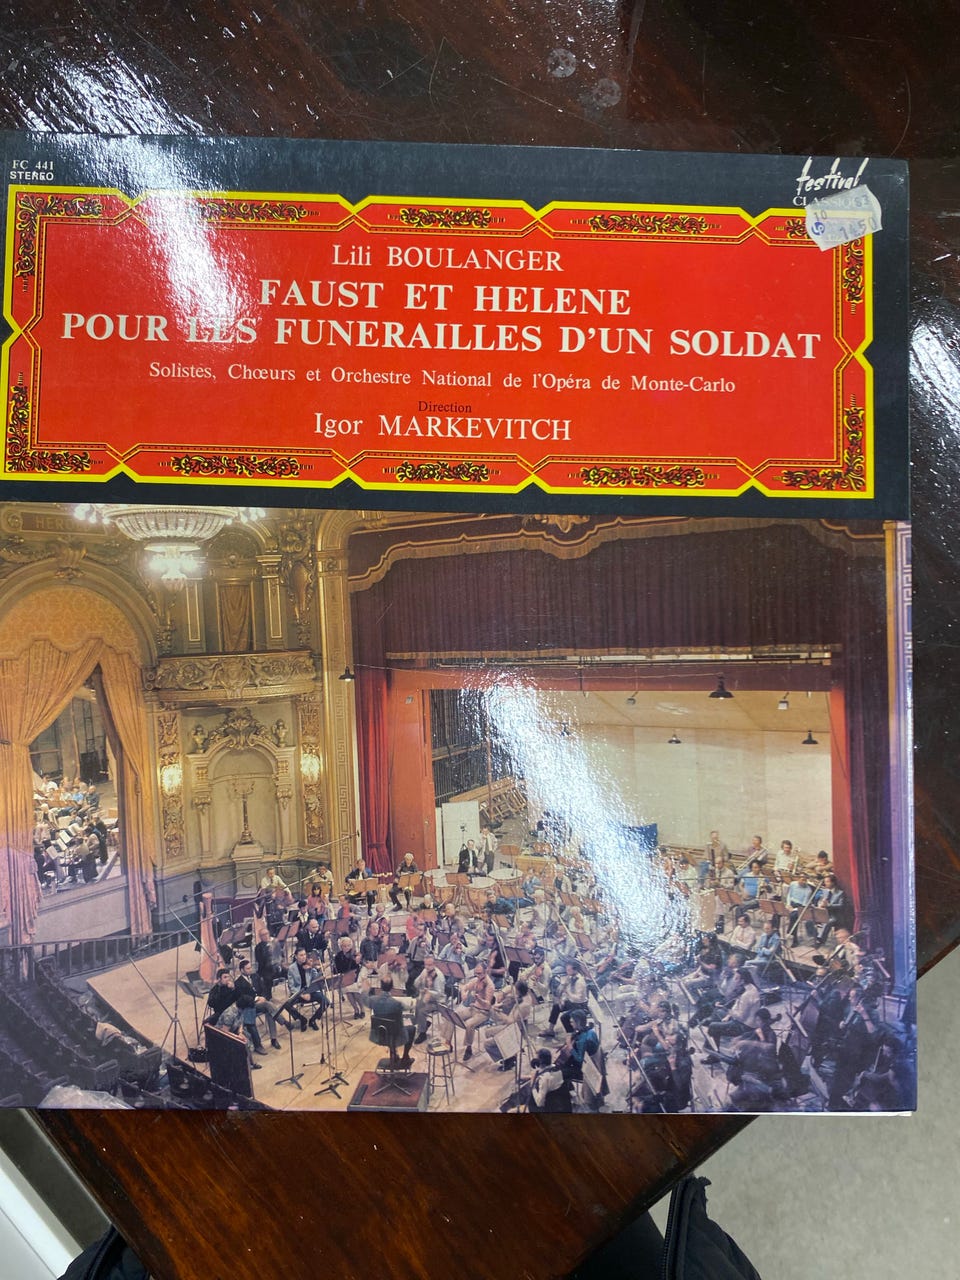 FC 441
STEREO
festival
CLASSIQUE
Lili BOULANGER
FAUST ET HELENE
POUR LES FUNERAILLES D'UN SOLDAT
Solistes, Chœurs et Orchestre National de l'Opéra de Monte-Carlo
Direction
Igor MARKEVITCH